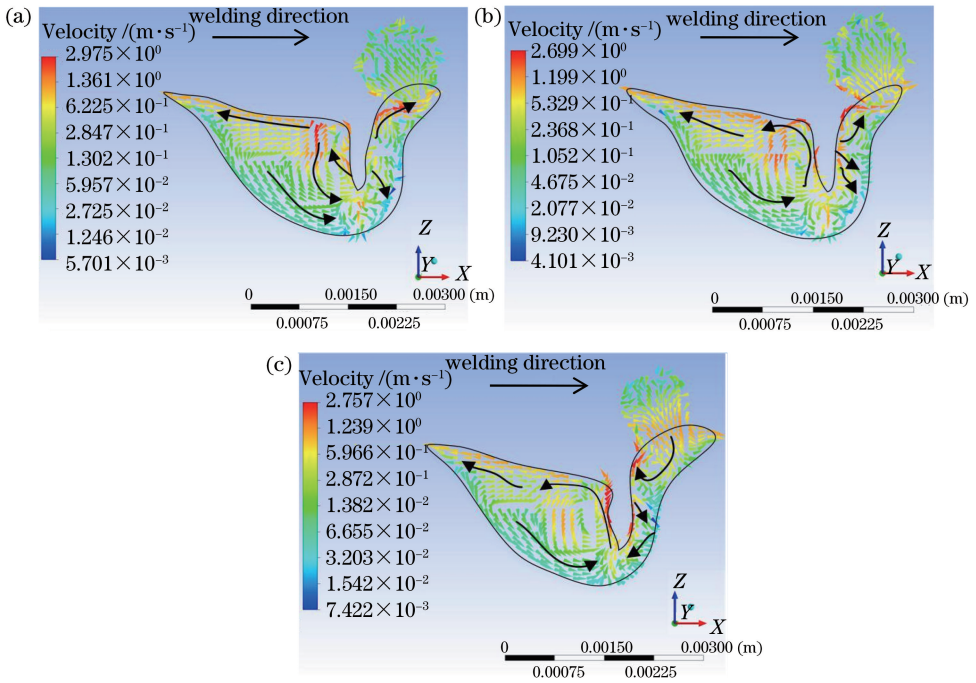 (a)
welding direction
Velocity /(m·s⁻¹)
2.975×10⁰
1.361×10⁰
6.225×10⁻¹
2.847×10⁻¹
1.302×10⁻¹
5.957×10⁻²
2.725×10⁻²
1.246×10⁻²
5.701×10⁻³
Z
Y
X
0 0.00150 0.00300 (m)
0.00075 0.00225
(b)
welding direction
Velocity /(m·s⁻¹)
2.699×10⁰
1.199×10⁰
5.329×10⁻¹
2.368×10⁻¹
1.052×10⁻¹
4.675×10⁻²
2.077×10⁻²
9.230×10⁻³
4.101×10⁻³
Z
Y
X
0 0.00150 0.00300 (m)
0.00075 0.00225
(c)
welding direction
Velocity /(m·s⁻¹)
2.757×10⁰
1.239×10⁰
5.966×10⁻¹
2.872×10⁻¹
1.382×10⁻¹
6.655×10⁻²
3.203×10⁻²
1.542×10⁻²
7.422×10⁻³
Z
Y
X
0 0.00150 0.00300 (m)
0.00075 0.00225